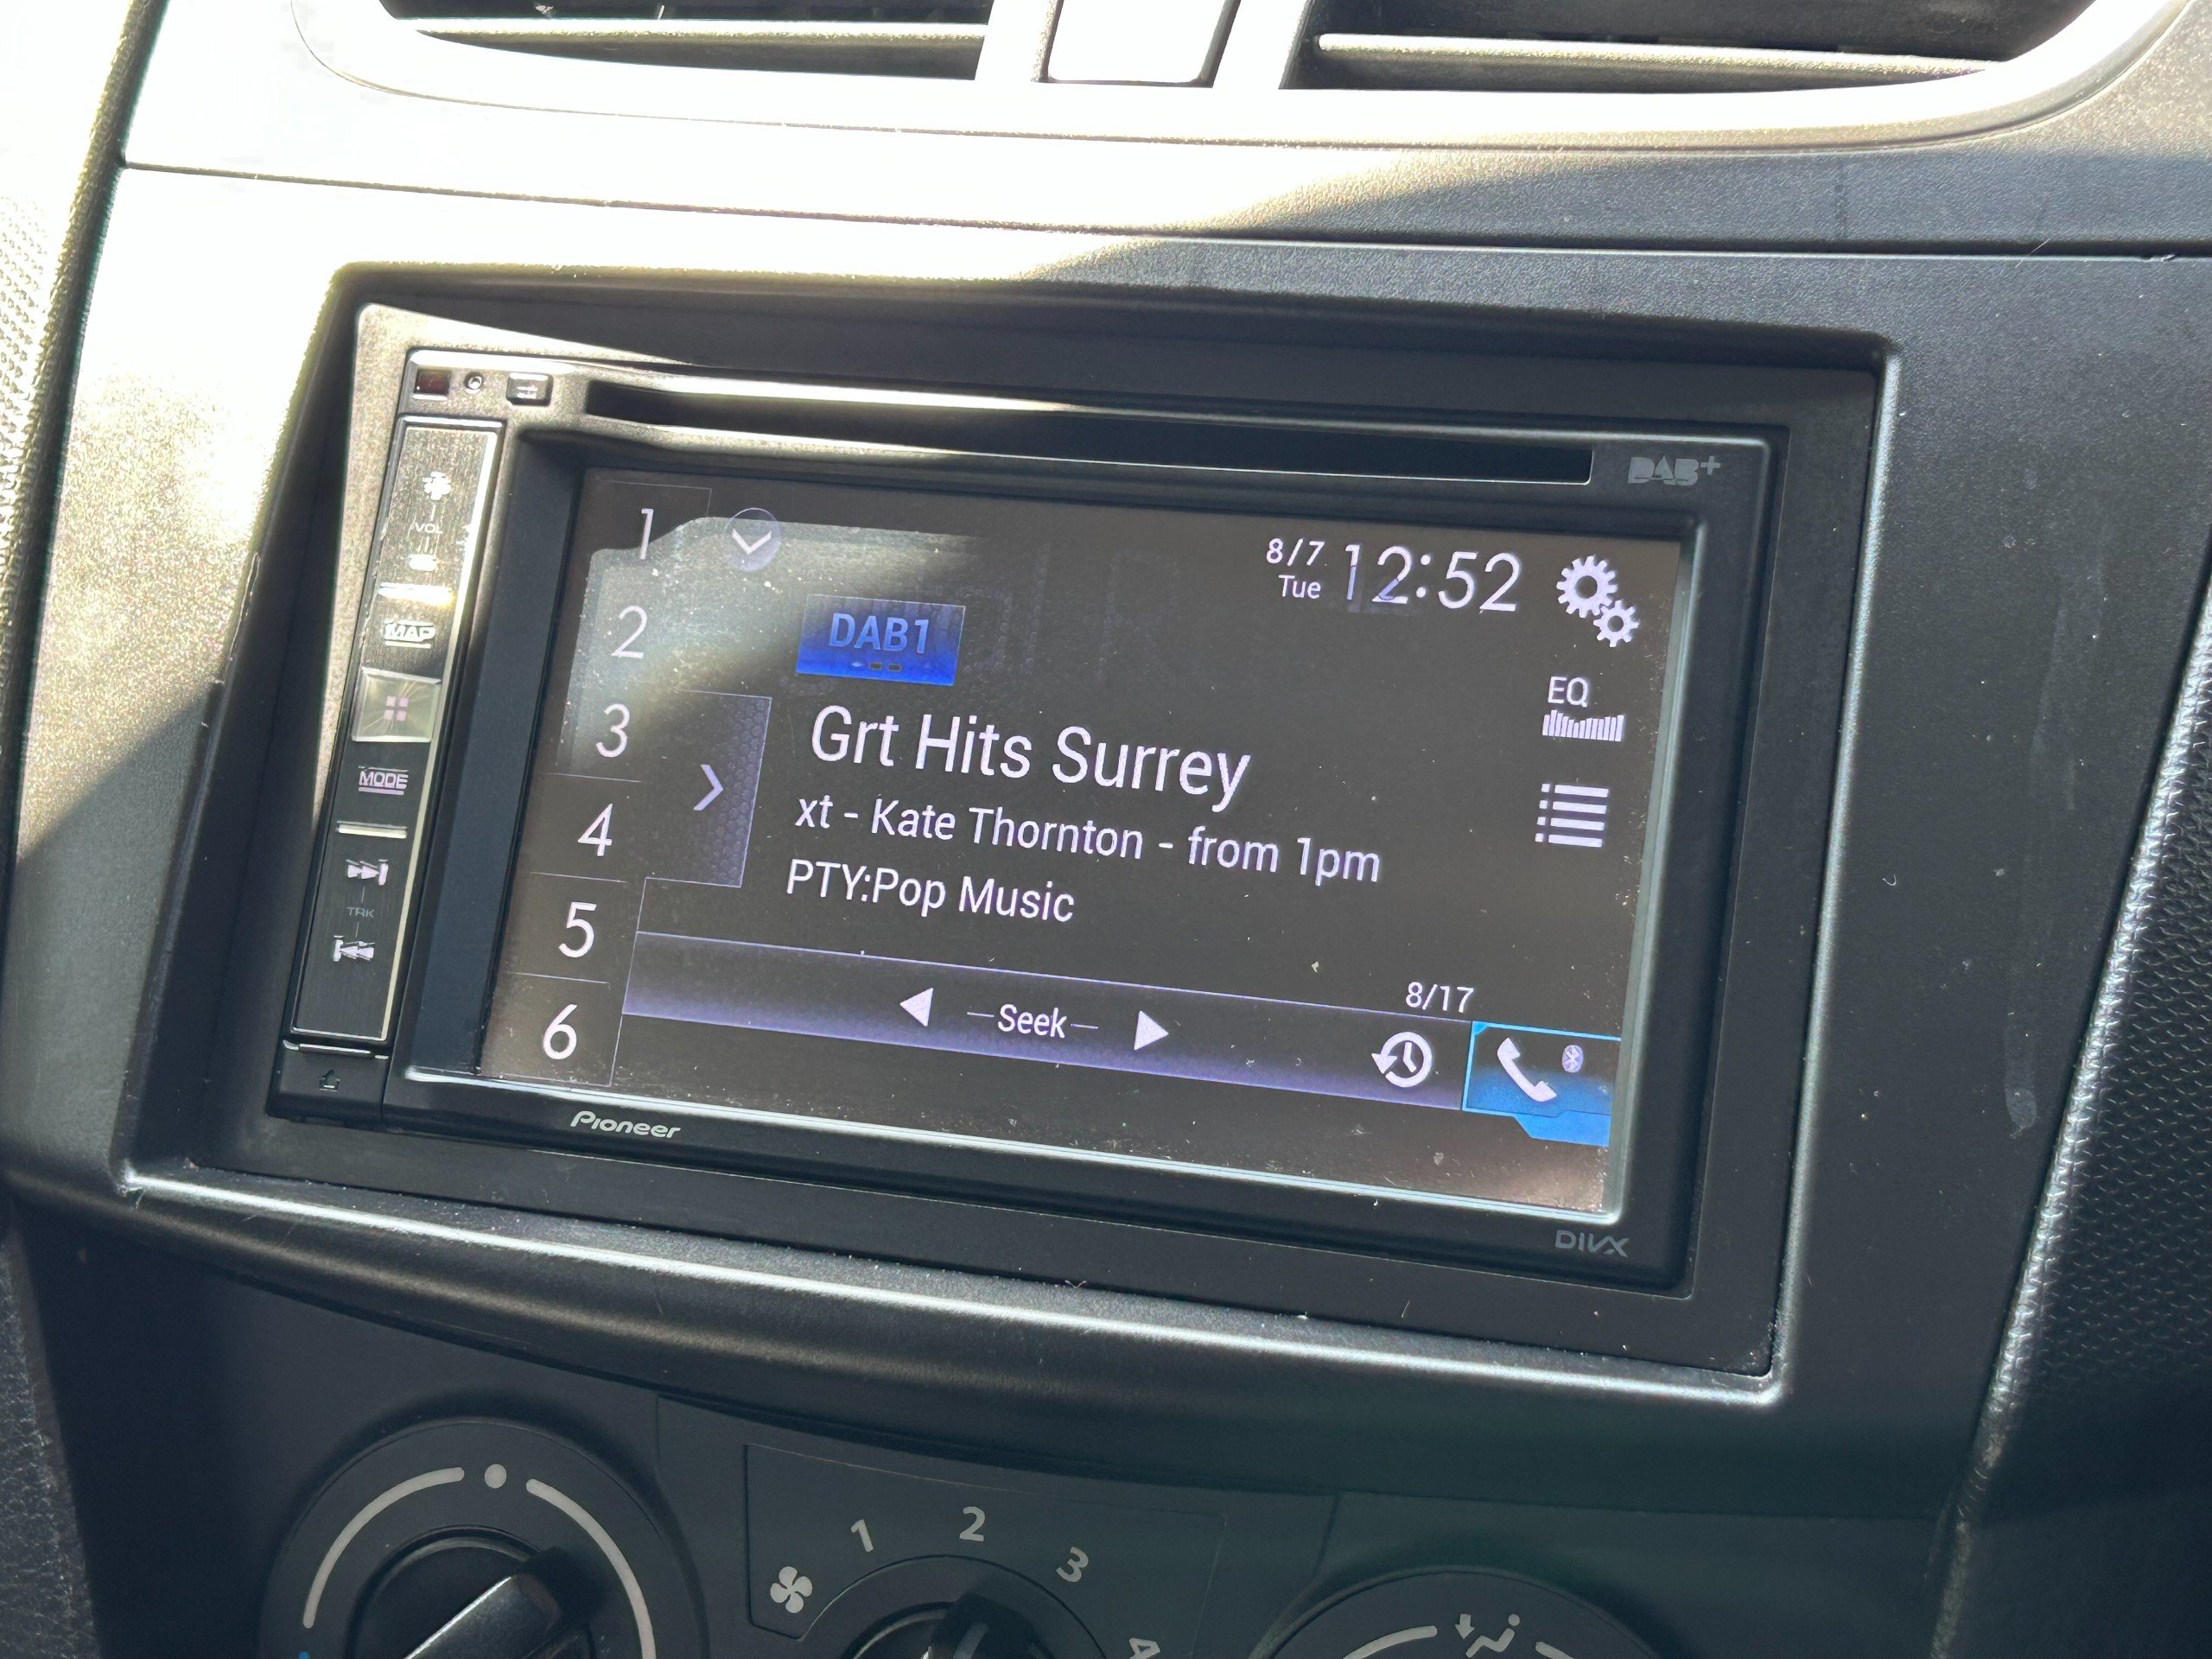 DAB+
VOL
MAP
MODE
TRK
1
2
3
4
5
6
8/7
Tue
12:52
DAB1
EQ
Grt Hits Surrey
xt - Kate Thornton - from 1pm
PTY:Pop Music
8/17
Seek
Pioneer
DIVX
1
2
3
4